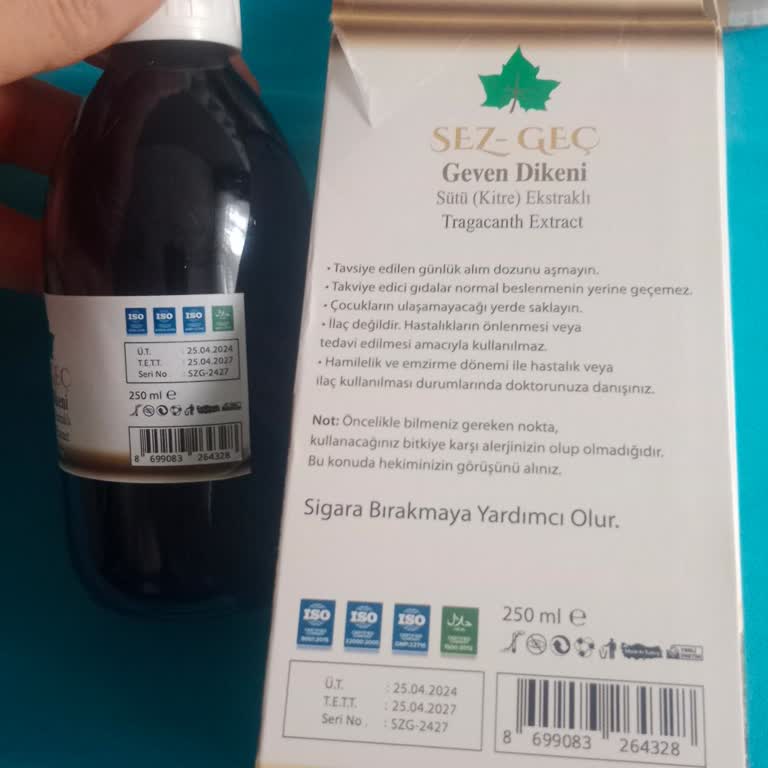 SEZ-GEÇ
Geven Dikeni
Sütü (Kitre) Ekstraklı
Tragacanth Extract
• Tavsiye edilen günlük alım dozunu aşmayın.
• Takviye edici gıdalar normal beslenmenin yerine geçemez.
• Çocukların ulaşamayacağı yerde saklayın.
• İlaç değildir. Hastalıkların önlenmesi veya
tedavi edilmesi amacıyla kullanılmaz.
• Hamilelik ve emzirme dönemi ile hastalık veya
ilaç kullanılması durumlarında doktorunuza danışınız.
Not: Öncelikle bilmeniz gereken nokta,
kullanacağınız bitkiye karşı alerjinizin olup olmadığıdır.
Bu konuda hekiminizin görüşünü alınız.
Sigara Bırakmaya Yardımcı Olur.
ISO ISO ISO
250 ml e
Ü.T. : 25.04.2024
T.E.T.T. : 25.04.2027
Seri No : SZG-2427
8 699083 264328
ISO ISO ISO
Ü.T. : 25.04.2024
T.E.T.T. : 25.04.2027
Seri No : SZG-2427
250 ml e
8 699083 264328